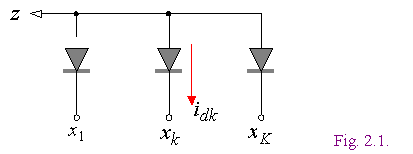 z
i_dk
x_1 x_k x_K
Fig. 2.1.